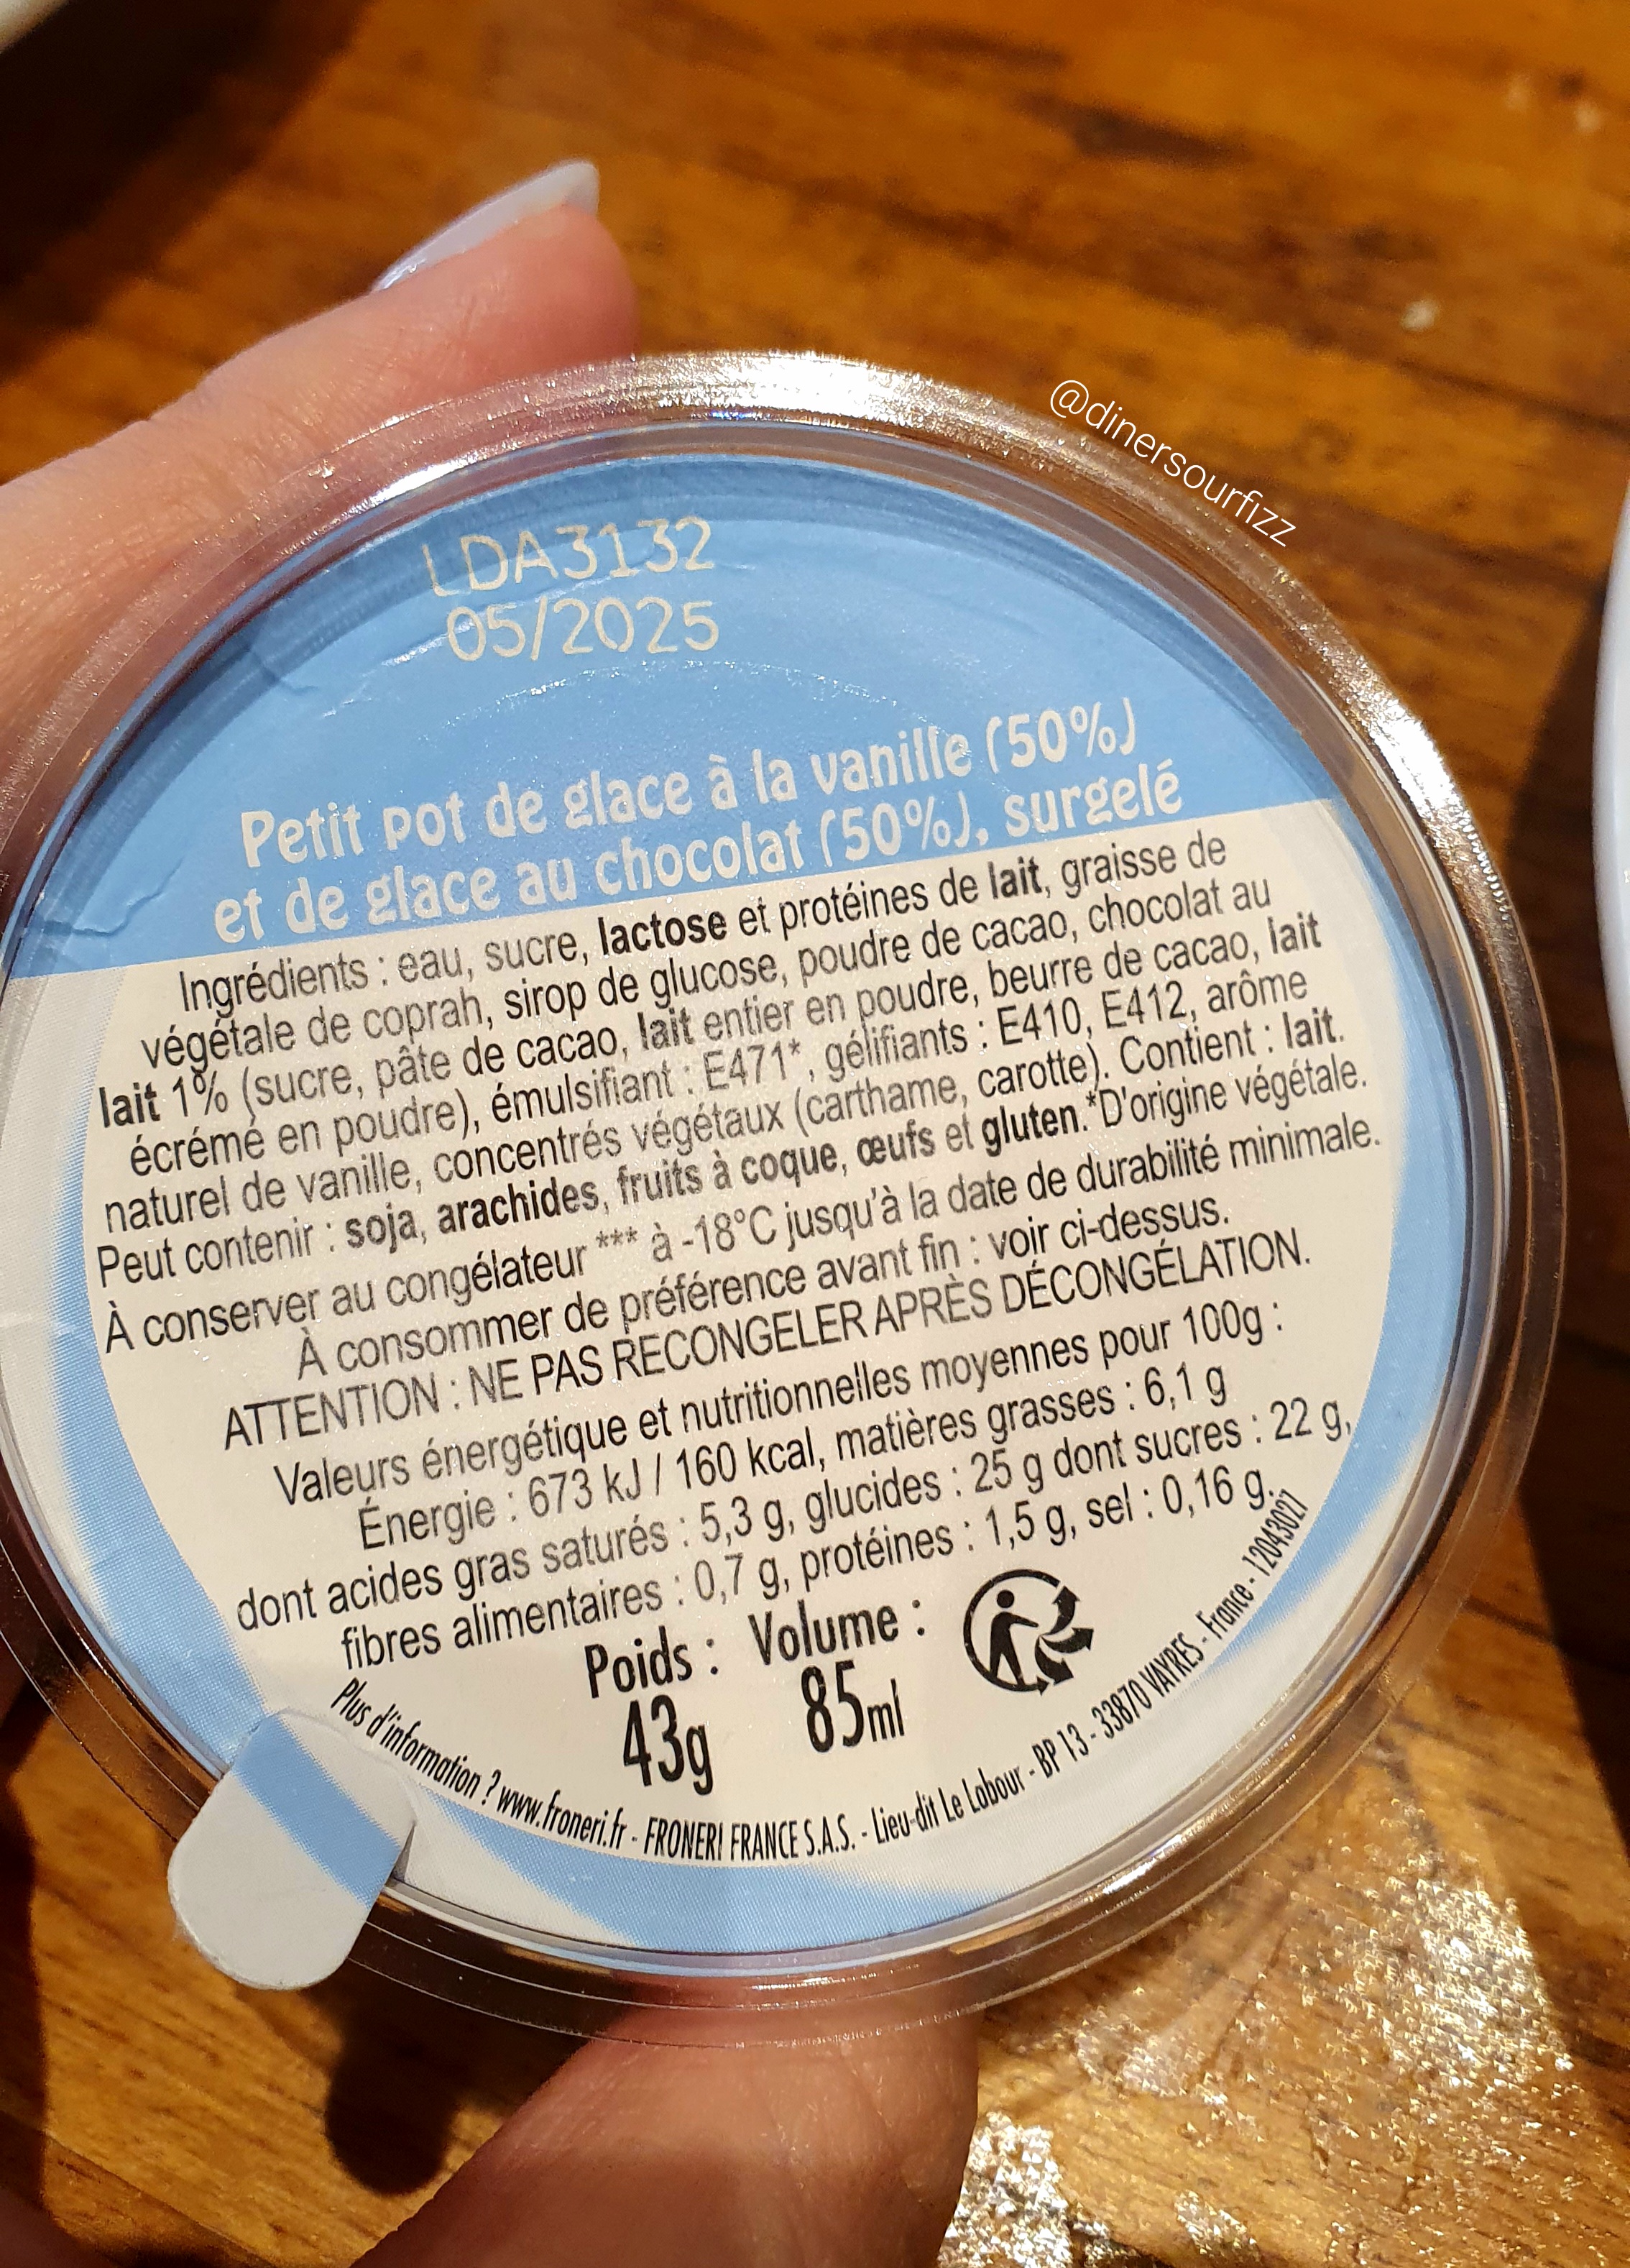 @dinersourfizz
LDA3132
05/2025
Petit pot de glace à la vanille (50%)
et de glace au chocolat (50%), surgelé
Ingrédients : eau, sucre, lactose et protéines de lait, graisse de
végétale de coprah, sirop de glucose, poudre de cacao, chocolat au
lait 1% (sucre, pâte de cacao, lait entier en poudre, beurre de cacao, lait
écrémé en poudre), émulsifiant : E471*, gélifiants : E410, E412, arôme
naturel de vanille, concentrés végétaux (carthame, carotte). Contient : lait.
Peut contenir : soja, arachides, fruits à coque, œufs et gluten.*D'origine végétale.
À conserver au congélateur *** à -18°C jusqu'à la date de durabilité minimale.
À consommer de préférence avant fin : voir ci-dessus.
ATTENTION : NE PAS RECONGELER APRÈS DÉCONGÉLATION.
Valeurs énergétique et nutritionnelles moyennes pour 100g :
Énergie : 673 kJ / 160 kcal, matières grasses : 6,1 g
dont acides gras saturés : 5,3 g, glucides : 25 g dont sucres : 22 g,
fibres alimentaires : 0,7 g, protéines : 1,5 g, sel : 0,16 g.
Poids : Volume :
43g 85ml
Plus d'information ? www.froneri.fr - FRONERI FRANCE S.A.S. - Lieu-dit Le Labour - BP 13 - 33870 VAYRES - France - 12043027